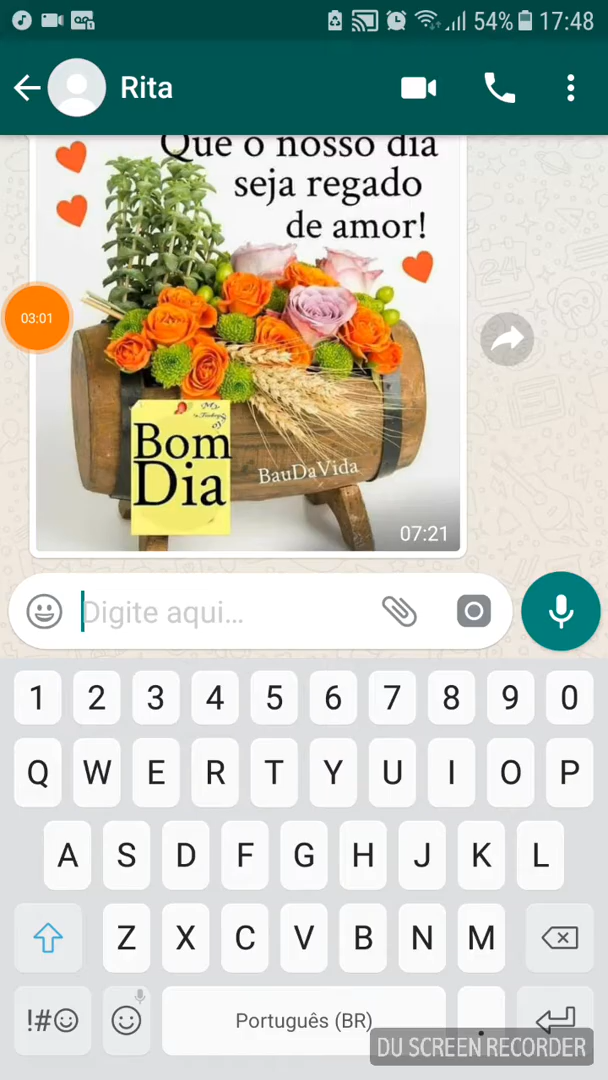 54% 17:48
Rita
Que o nosso dia
seja regado
de amor!
03:01
Bom
Dia
BauDaVida
07:21
Digite aqui...
1 2 3 4 5 6 7 8 9 0
Q W E R T Y U I O P
A S D F G H J K L
Z X C V B N M
!#
Português (BR)
.
DU SCREEN RECORDER